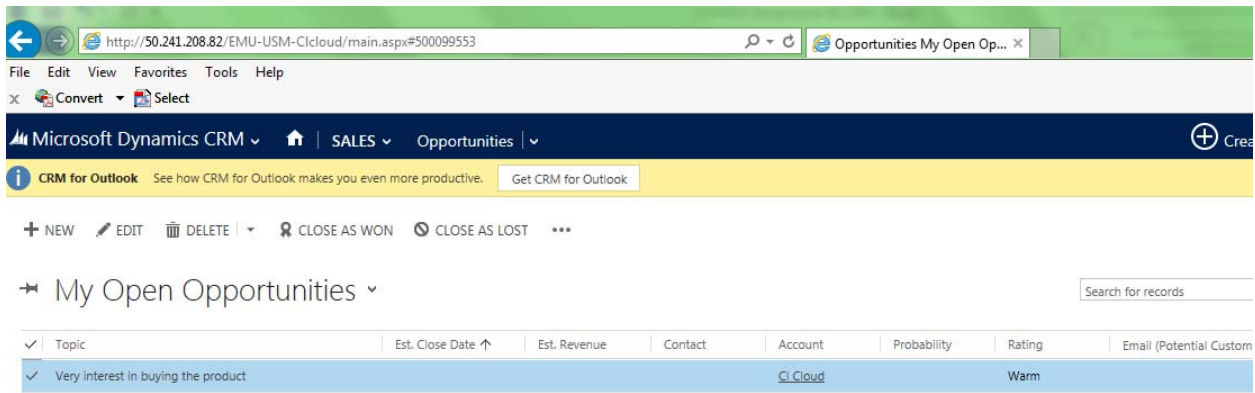 http://50.241.208.82/EMU-USM-CIcloud/main.aspx#500099553 Opportunities My Open Op...
File Edit View Favorites Tools Help
x Convert Select
Microsoft Dynamics CRM SALES Opportunities Crea
CRM for Outlook See how CRM for Outlook makes you even more productive. Get CRM for Outlook
NEW EDIT DELETE CLOSE AS WON CLOSE AS LOST •••
My Open Opportunities Search for records
Topic Est. Close Date ↑ Est. Revenue Contact Account Probability Rating Email (Potential Custom
Very interest in buying the product CI Cloud Warm